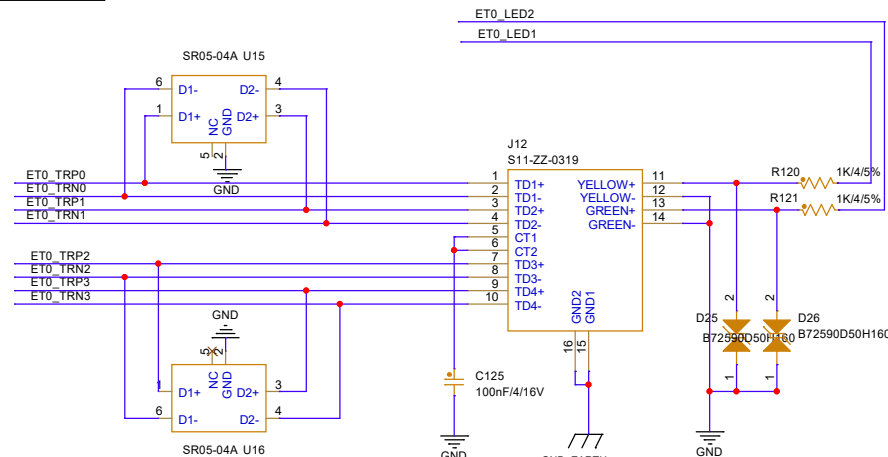 ET0_LED2
ET0_LED1
SR05-04A U15
6 D1- D2- 4
1 D1+ D2+ 3
NC GND
5 2
GND
J12
S11-ZZ-0319
ET0_TRP0
ET0_TRN0
ET0_TRP1
ET0_TRN1
ET0_TRP2
ET0_TRN2
ET0_TRP3
ET0_TRN3
1 TD1+ YELLOW+ 11
2 TD1- YELLOW- 12
3 TD2+ GREEN+ 13
4 TD2- GREEN- 14
5 CT1
6 CT2
7 TD3+
8 TD3-
9 TD4+
10 TD4-
GND2 GND1
16 15
R120 1K/4/5%
R121 1K/4/5%
2 2
D25 D26
B72590D50H160 B72590D50H160
1 1
GND
GND
5 2
NC GND
1 D1+ D2+ 3
6 D1- D2- 4
SR05-04A U16
C125
100nF/4/16V
GND